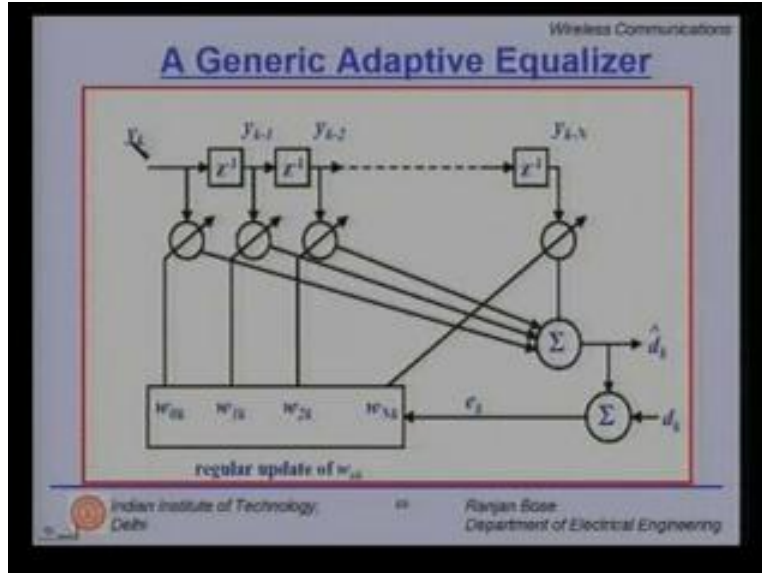 Wireless Communications
A Generic Adaptive Equalizer
y_k y_{k-1} y_{k-2} y_{k-N}
z^{-1} z^{-1} z^{-1}
Σ \hat{d}_k
w_{0k} w_{1k} w_{2k} w_{Nk} e_k Σ d_k
regular update of w_{nk}
Indian Institute of Technology, Ranjan Bose
Delhi Department of Electrical Engineering